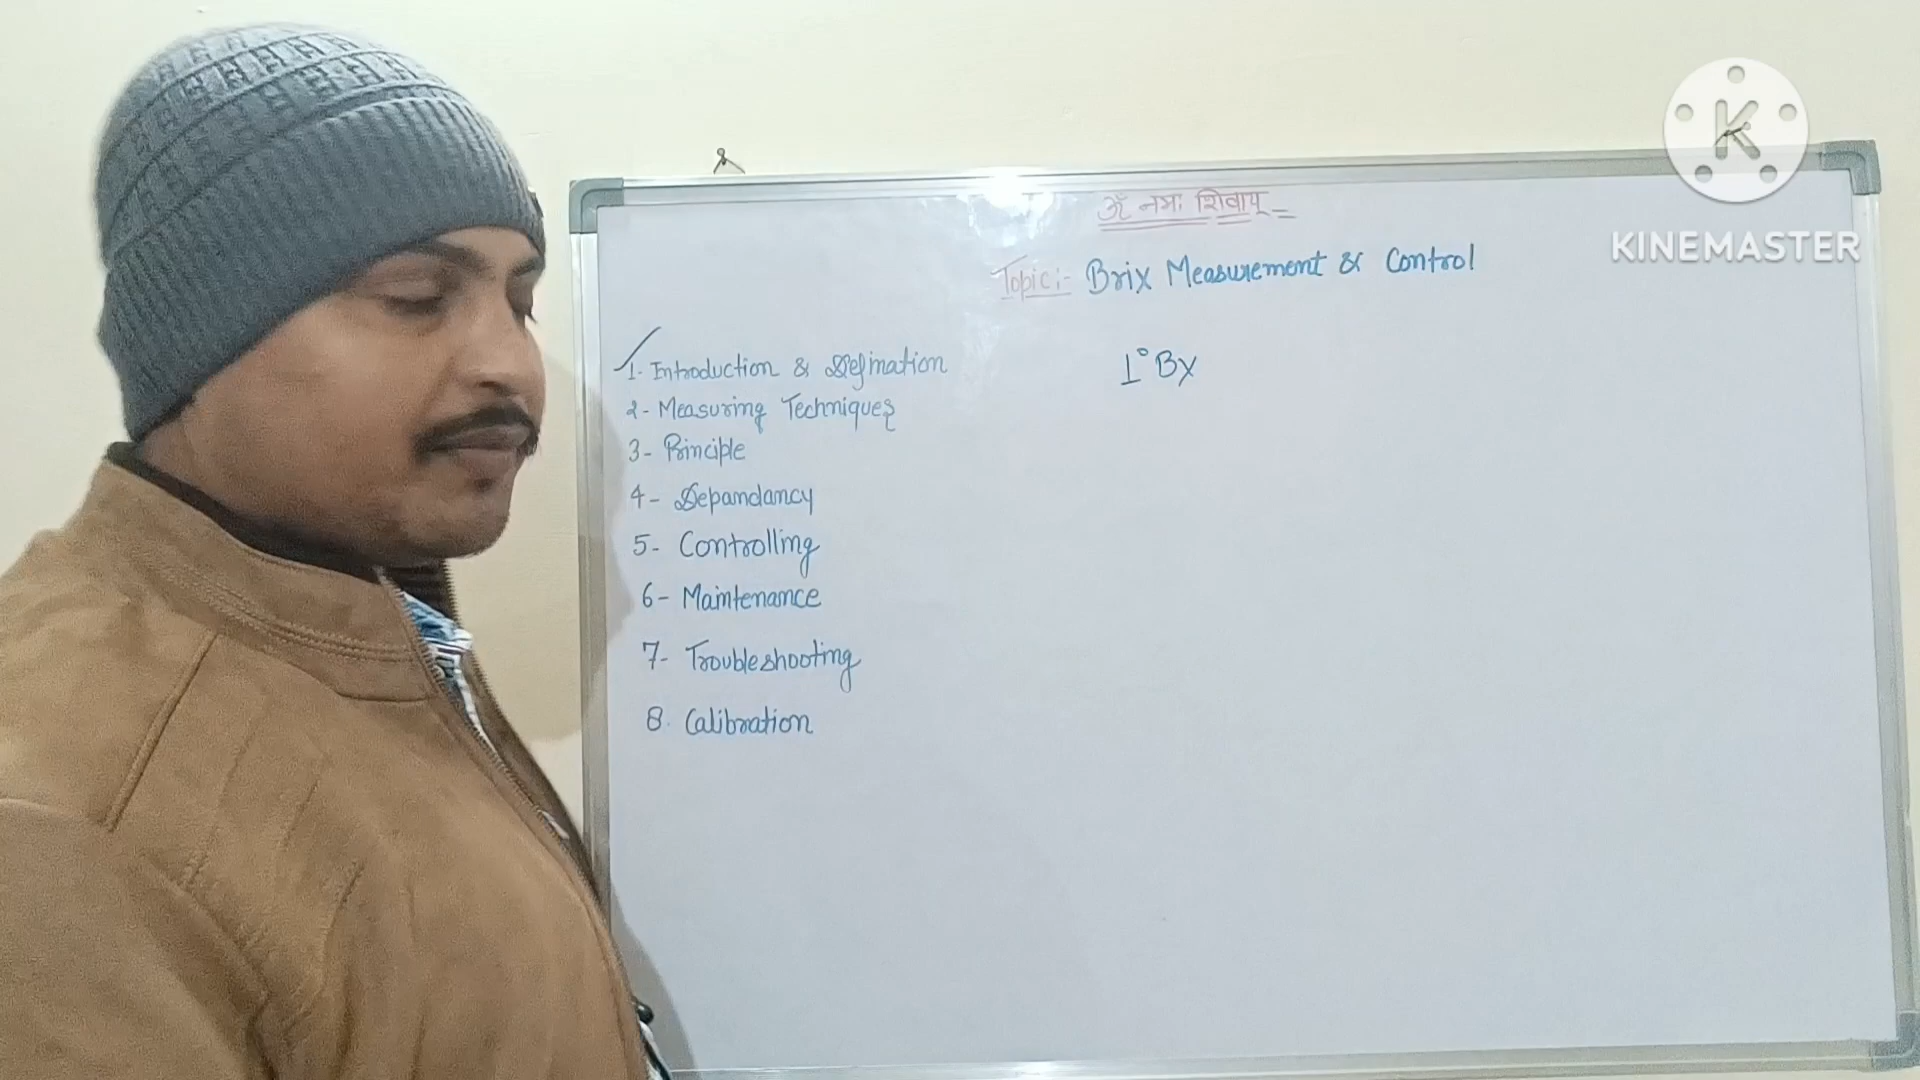 ॐ नमः शिवाय
Topic:- Brix Measurement & Control
1- Introduction & Defination
2- Measuring Techniques
3- Principle
4- Depandancy
5- Controlling
6- Maintenance
7- Troubleshooting
8. Calibration
1° Bx
K
KINEMASTER